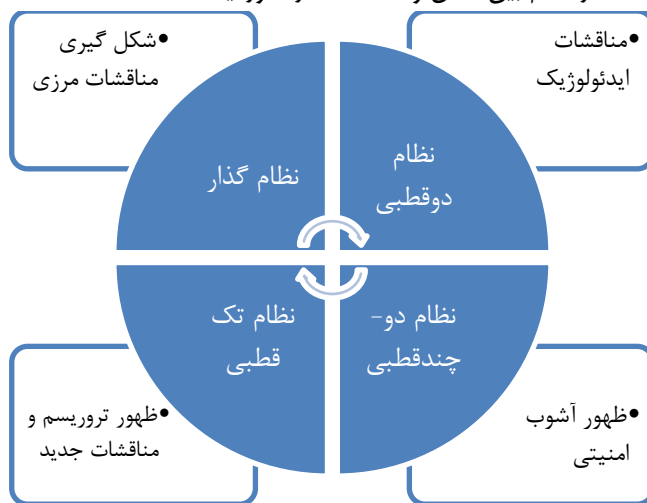 •مناقشات
ایدئولوژیک
•شکل گیری
مناقشات مرزی
نظام
دوقطبی
نظام گذار
نظام دو-
چندقطبی
نظام تک
قطبی
•ظهور آشوب
امنیتی
•ظهور تروریسم و
مناقشات جدید